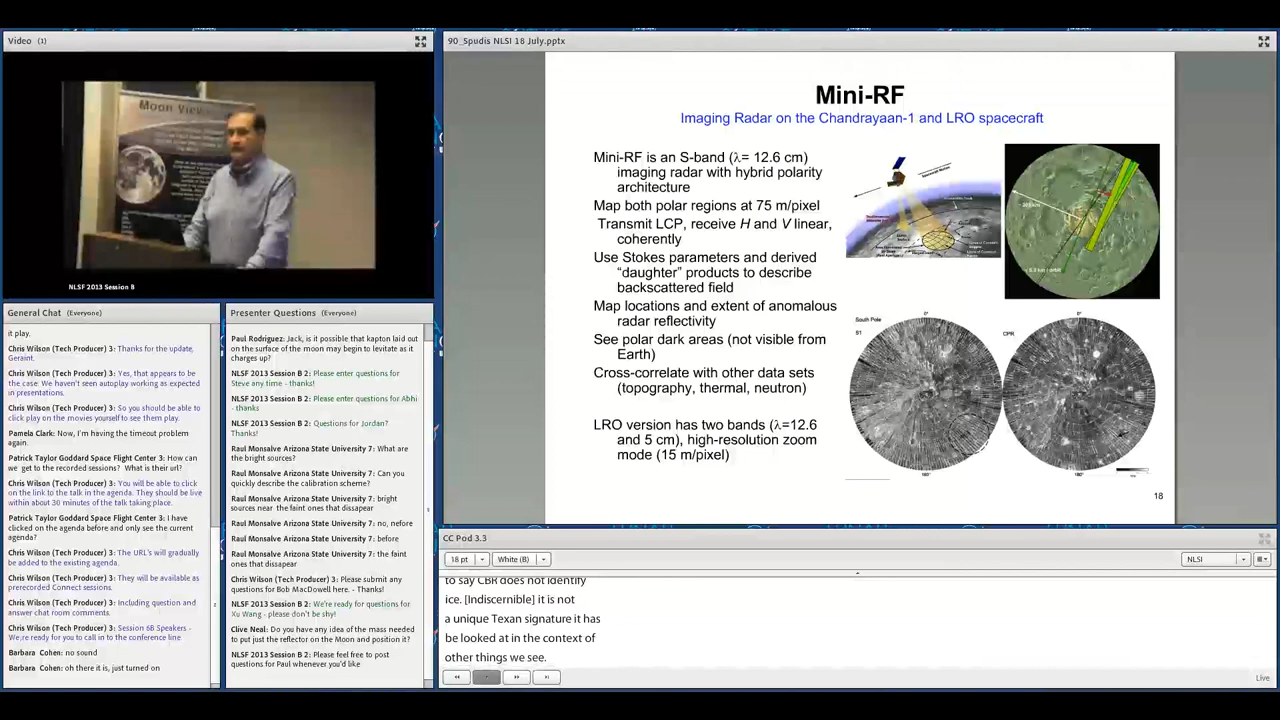 Video (1)
Moon View
NLSF 2013 Session B
General Chat (Everyone)
it play.
Chris Wilson (Tech Producer) 3: Thanks for the update,
Geraint.
Chris Wilson (Tech Producer) 3: Yes, that appears to be
the case. We haven't seen autoplay working as expected
in presentations.
Chris Wilson (Tech Producer) 3: So you should be able to
click play on the movies yourself to see them play.
Pamela Clark: Now, I'm having the timeout problem
again.
Patrick Taylor Goddard Space Flight Center 3: How can
we get to the recorded sessions? What is their url?
Chris Wilson (Tech Producer) 3: You will be able to click
on the link to the talk in the agenda. They should be live
within about 30 minutes of the talk taking place.
Patrick Taylor Goddard Space Flight Center 3: I have
clicked on the agenda before and only see the current
agenda?
Chris Wilson (Tech Producer) 3: The URL's will gradually
be added to the existing agenda.
Chris Wilson (Tech Producer) 3: They will be available as
prerecorded Connect sessions.
Chris Wilson (Tech Producer) 3: Including question and
answer chat room comments.
Chris Wilson (Tech Producer) 3: Session 6B Speakers -
We;re ready for you to call in to the conference line
Barbara Cohen: no sound
Barbara Cohen: oh there it is, just turned on
Presenter Questions (Everyone)
Paul Rodriguez: Jack, is it possible that kapton laid out
on the surface of the moon may begin to levitate as it
charges up?
NLSF 2013 Session B 2: Please enter questions for
Steve any time - thanks!
NLSF 2013 Session B 2: Please enter questions for Abhi
- thanks
NLSF 2013 Session B 2: Questions for Jordan?
Thanks!
Raul Monsalve Arizona State University 7: What are
the bright sources?
Raul Monsalve Arizona State University 7: Can you
quickly describe the calibration scheme?
Raul Monsalve Arizona State University 7: bright
sources near the faint ones that dissapear
Raul Monsalve Arizona State University 7: no, nefore
Raul Monsalve Arizona State University 7: before
Raul Monsalve Arizona State University 7: the faint
ones that dissapear
Chris Wilson (Tech Producer) 3: Please submit any
questions for Bob MacDowell here. - Thanks!
NLSF 2013 Session B 2: We're ready for questions for
Xu Wang - please don't be shy!
Clive Neal: Do you have any idea of the mass needed
to put just the reflector on the Moon and position it?
NLSF 2013 Session B 2: Please feel free to post
questions for Paul whenever you'd like
90_Spudis NLSI 18 July.pptx
Mini-RF
Imaging Radar on the Chandrayaan-1 and LRO spacecraft
Mini-RF is an S-band (λ= 12.6 cm)
imaging radar with hybrid polarity
architecture
Map both polar regions at 75 m/pixel
Transmit LCP, receive H and V linear,
coherently
Use Stokes parameters and derived
“daughter” products to describe
backscattered field
Map locations and extent of anomalous
radar reflectivity
See polar dark areas (not visible from
Earth)
Cross-correlate with other data sets
(topography, thermal, neutron)
LRO version has two bands (λ=12.6
and 5 cm), high-resolution zoom
mode (15 m/pixel)
South Pole
S1
0°
180°
CPR
0°
180°
18
CC Pod 3.3
18 pt
White (B)
NLSI
to say CBR does not identify
ice. [Indiscernible] it is not
a unique Texan signature it has
be looked at in the context of
other things we see.
Live